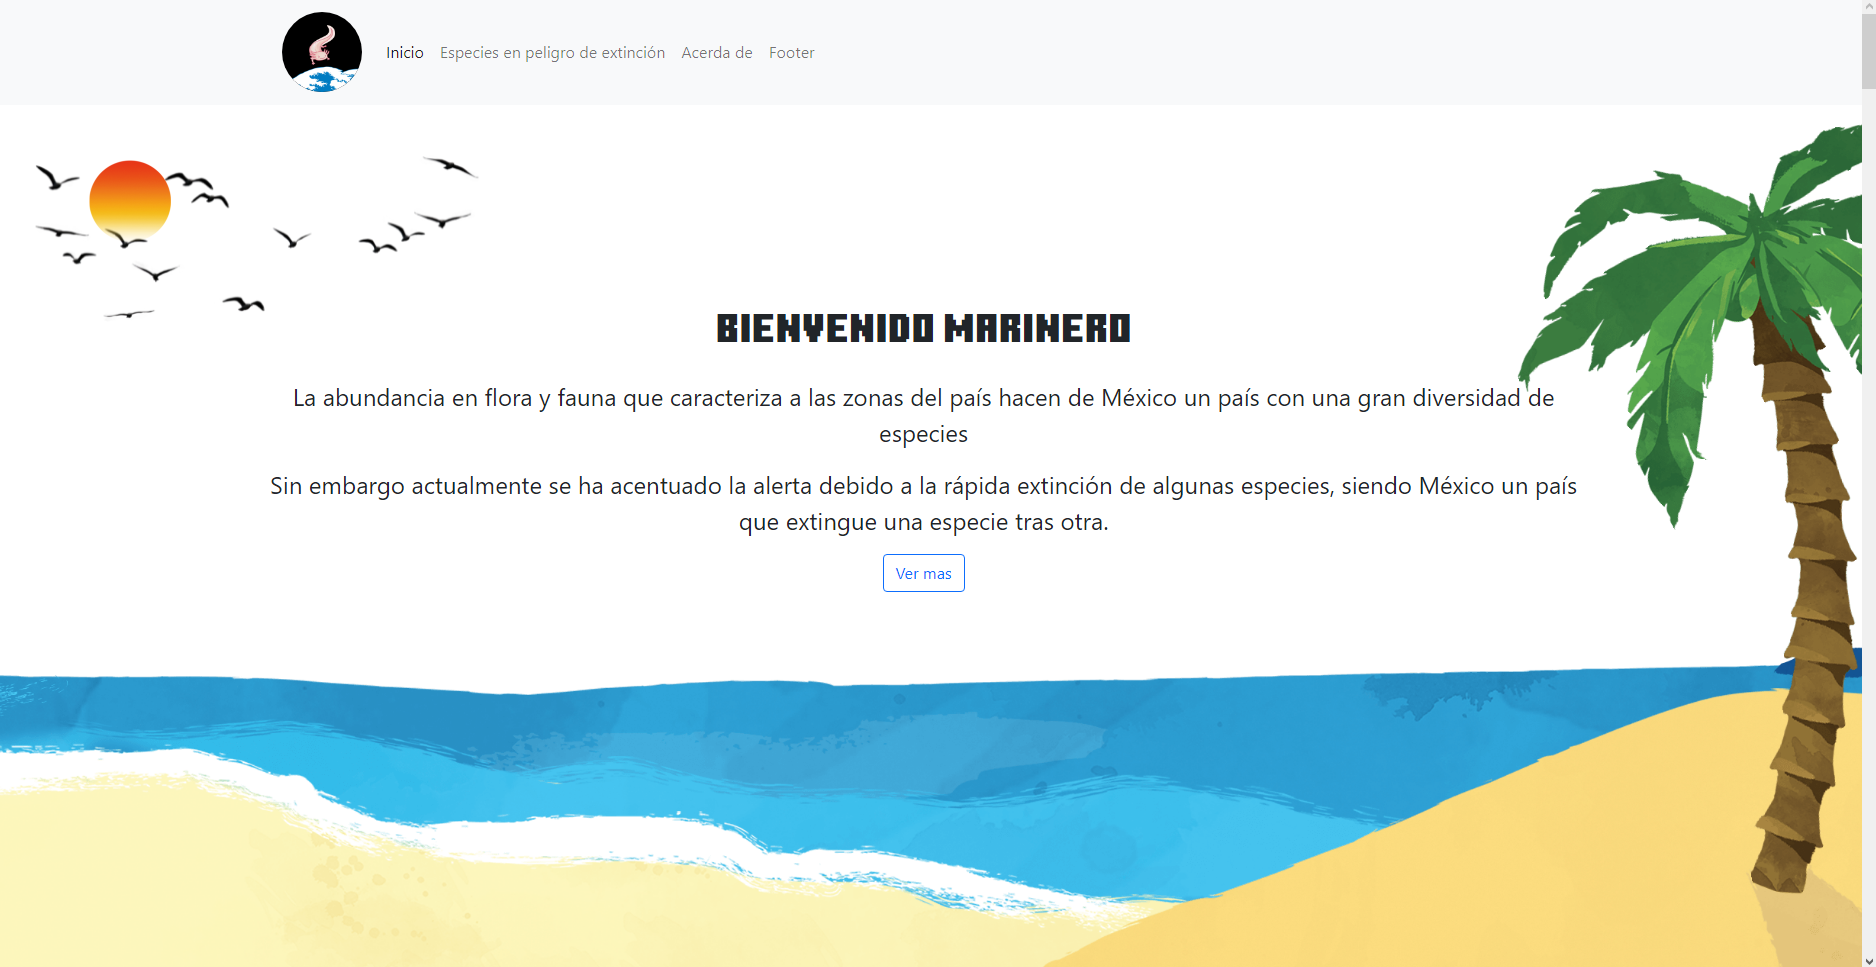 Inicio Especies en peligro de extinción Acerda de Footer
BIENVENIDO MARINERO
La abundancia en flora y fauna que caracteriza a las zonas del país hacen de México un país con una gran diversidad de
especies
Sin embargo actualmente se ha acentuado la alerta debido a la rápida extinción de algunas especies, siendo México un país
que extingue una especie tras otra.
Ver mas